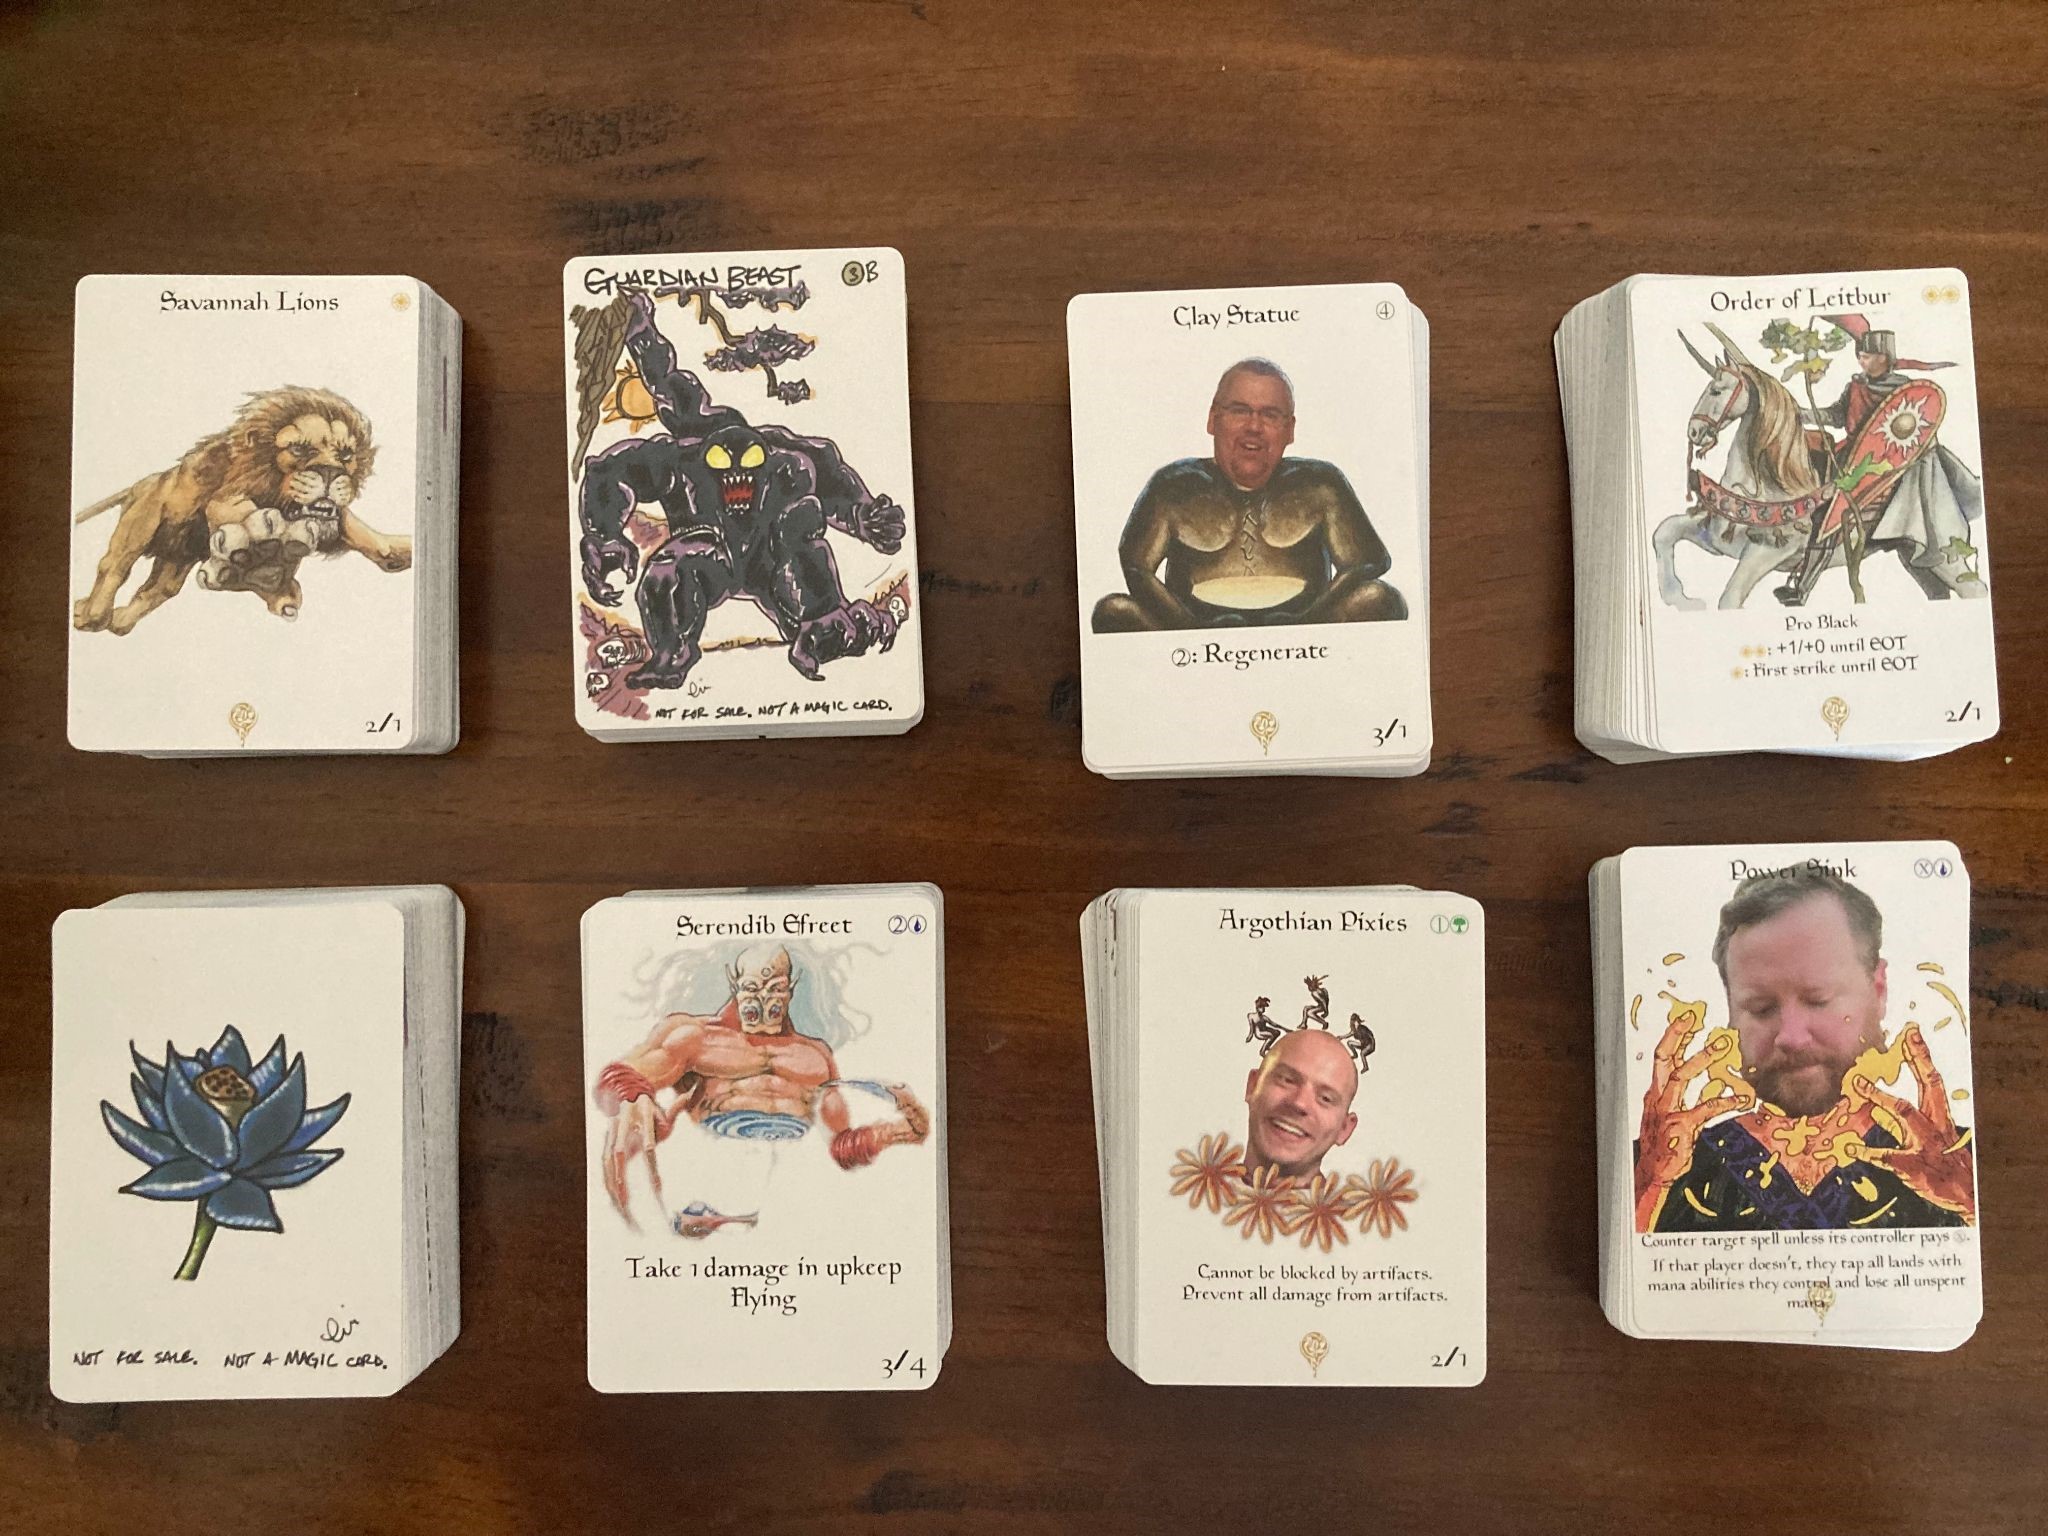 Savannah Lions
2/1
GUARDIAN BEAST 3B
NOT FOR SALE. NOT A MAGIC CARD.
Clay Statue 4
2: Regenerate
3/1
Order of Leitbur
Pro Black
: +1/+0 until EOT
: First strike until EOT
2/1
NOT FOR SALE. NOT A MAGIC CARD.
Serendib Efreet 2
Take 1 damage in upkeep
Flying
3/4
Argothian Pixies 1
Cannot be blocked by artifacts.
Prevent all damage from artifacts.
2/1
Power Sink X
Counter target spell unless its controller pays X.
If that player doesn't, they tap all lands with
mana abilities they control and lose all unspent
mana.